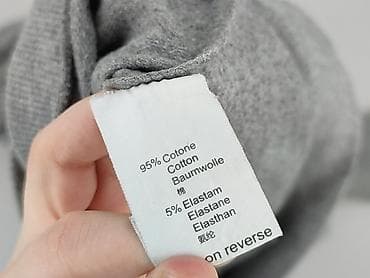 95% Cotone
Cotton
Baumwolle
棉
5% Elastam
Elastane
Elasthan
氨纶
on reverse